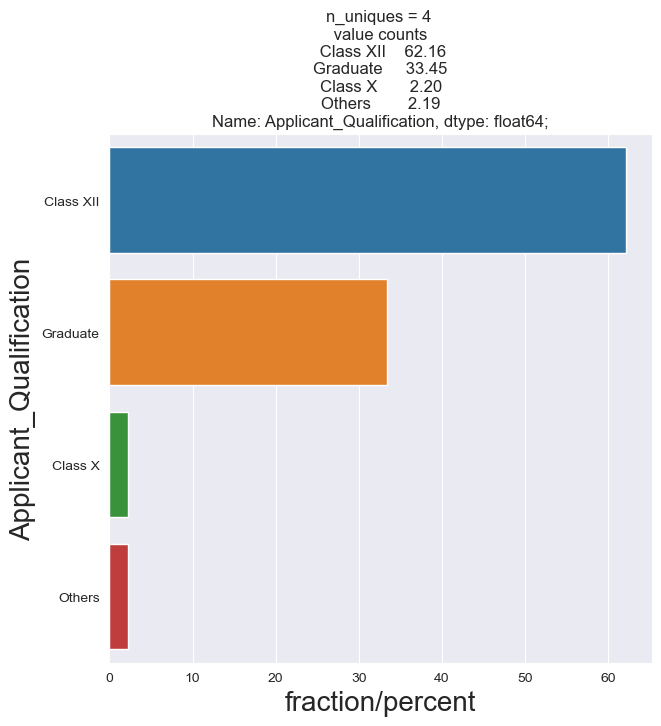 n_uniques = 4
value counts
Class XII 62.16
Graduate 33.45
Class X 2.20
Others 2.19
Name: Applicant_Qualification, dtype: float64;
Applicant_Qualification
Class XII
Graduate
Class X
Others
0 10 20 30 40 50 60
fraction/percent